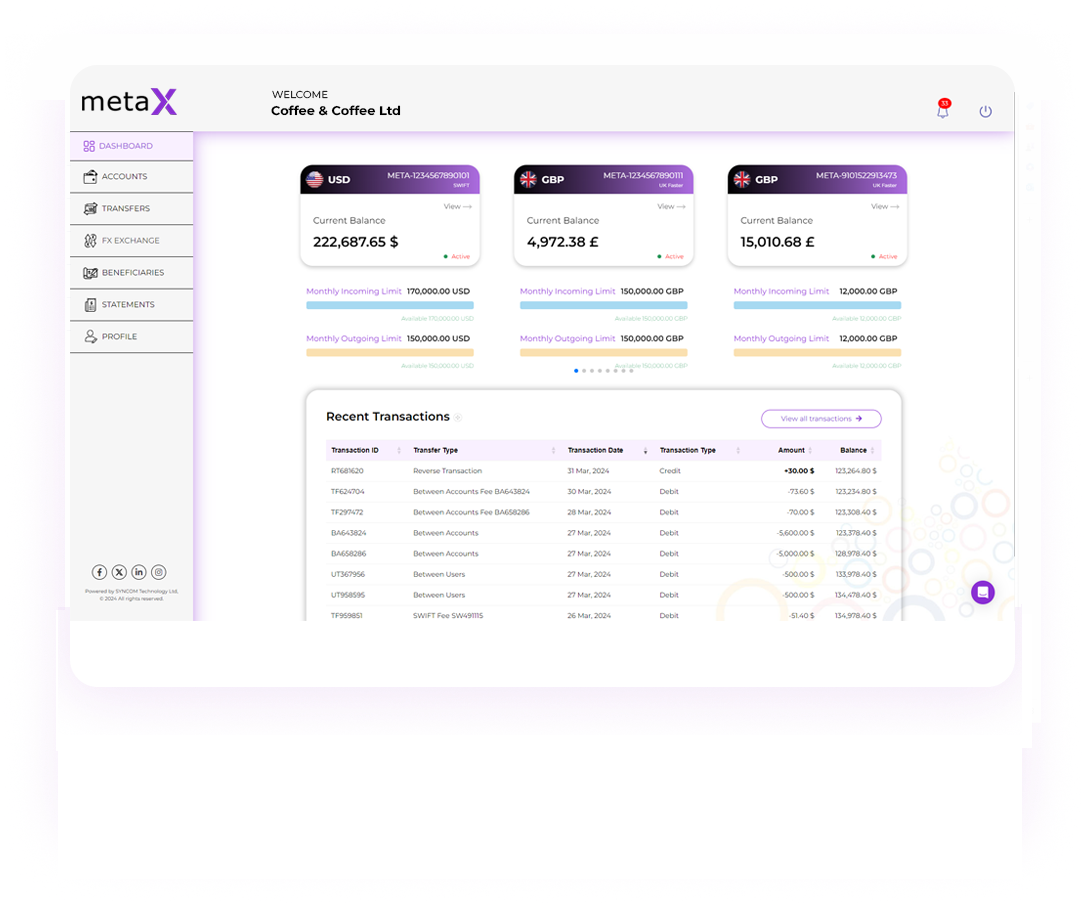 metaX
WELCOME
Coffee & Coffee Ltd
33
DASHBOARD
ACCOUNTS
TRANSFERS
FX EXCHANGE
BENEFICIARIES
STATEMENTS
PROFILE
Powered by SYNCOM Technology Ltd.
© 2024 All rights reserved.
USD META-1234567890101
SWIFT
View
Current Balance
222,687.65 $
Active
Monthly Incoming Limit 170,000.00 USD
Available 170,000.00 USD
Monthly Outgoing Limit 150,000.00 USD
Available 150,000.00 USD
GBP META-1234567890111
UK Faster
View
Current Balance
4,972.38 £
Active
Monthly Incoming Limit 150,000.00 GBP
Available 150,000.00 GBP
Monthly Outgoing Limit 150,000.00 GBP
Available 150,000.00 GBP
GBP META-9101522913473
UK Faster
View
Current Balance
15,010.68 £
Active
Monthly Incoming Limit 12,000.00 GBP
Available 12,000.00 GBP
Monthly Outgoing Limit 12,000.00 GBP
Available 12,000.00 GBP
Recent Transactions
View all transactions
Transaction ID Transfer Type Transaction Date Transaction Type Amount Balance
RT681620 Reverse Transaction 31 Mar, 2024 Credit +30.00 $ 123,264.80 $
TF624704 Between Accounts Fee BA643824 30 Mar, 2024 Debit -73.60 $ 123,234.80 $
TF297472 Between Accounts Fee BA658286 28 Mar, 2024 Debit -70.00 $ 123,308.40 $
BA643824 Between Accounts 27 Mar, 2024 Debit -5,600.00 $ 123,378.40 $
BA658286 Between Accounts 27 Mar, 2024 Debit -5,000.00 $ 128,978.40 $
UT367956 Between Users 27 Mar, 2024 Debit -500.00 $ 133,978.40 $
UT958595 Between Users 27 Mar, 2024 Debit -500.00 $ 134,478.40 $
TF959851 SWIFT Fee SW491115 26 Mar, 2024 Debit -51.40 $ 134,978.40 $